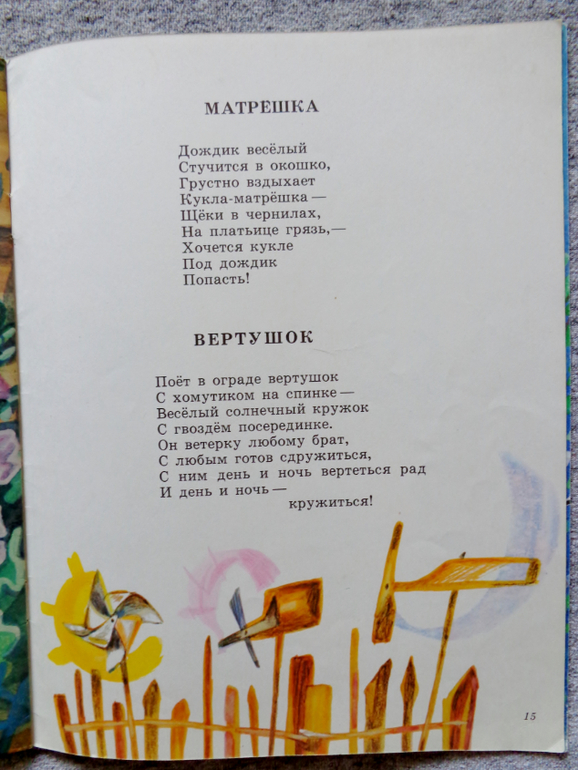 МАТРЕШКА
Дождик весёлый
Стучится в окошко,
Грустно вздыхает
Кукла-матрёшка —
Щёки в чернилах,
На платьице грязь,—
Хочется кукле
Под дождик
Попасть!
ВЕРТУШОК
Поёт в ограде вертушок
С хомутиком на спинке —
Весёлый солнечный кружок
С гвоздём посерединке.
Он ветерку любому брат,
С любым готов сдружиться,
С ним день и ночь вертеться рад
И день и ночь —
кружиться!
15